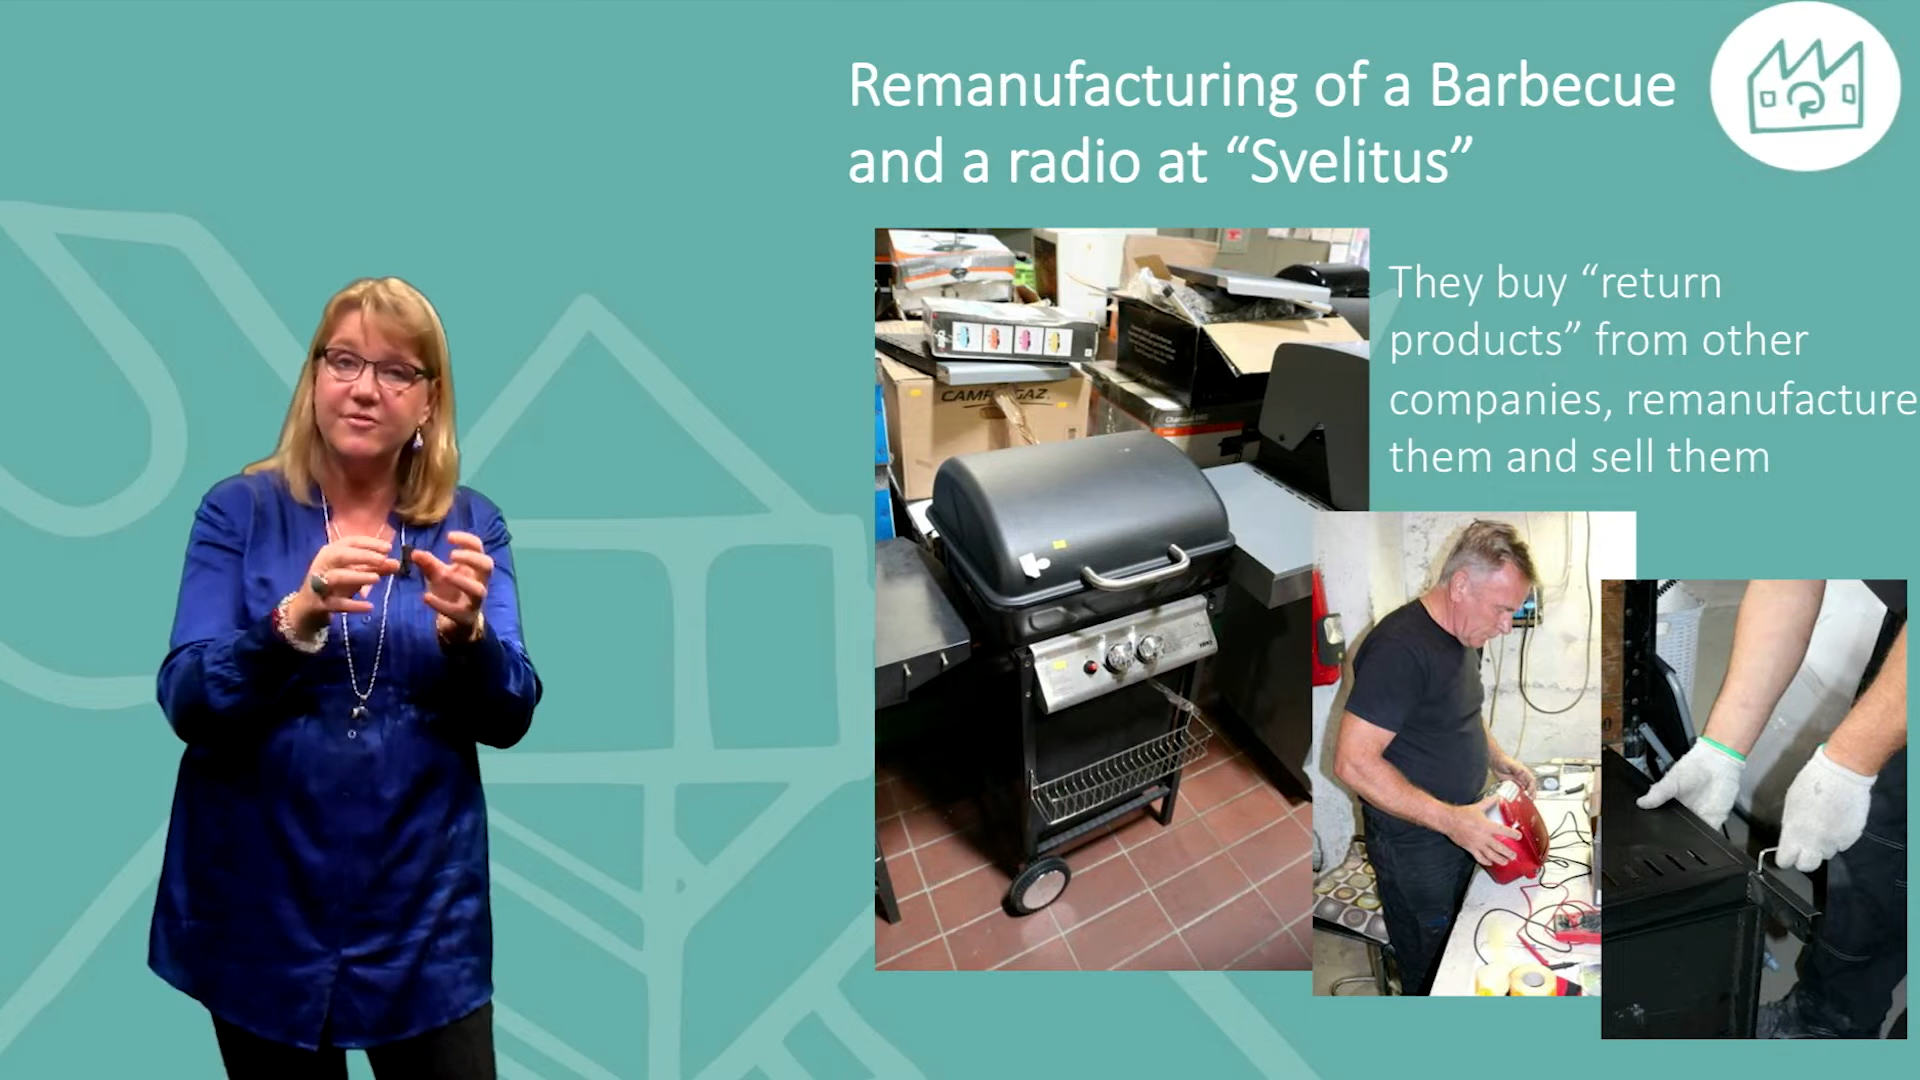 Remanufacturing of a Barbecue
and a radio at “Svelitus”
They buy “return
products” from other
companies, remanufacture
them and sell them